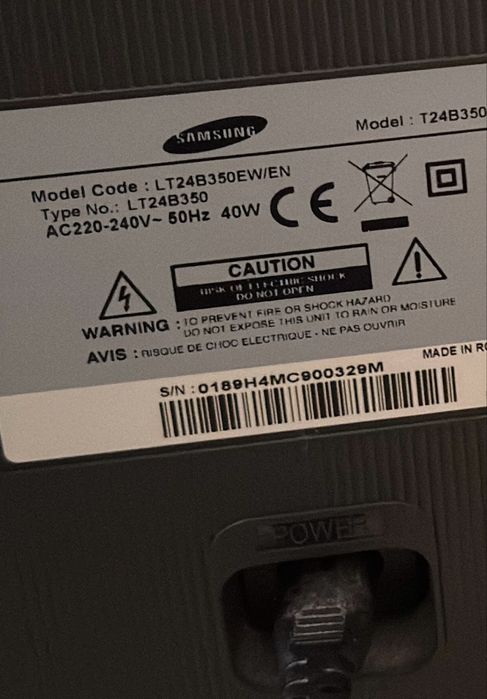 SAMSUNG
Model : T24B350
Model Code : LT24B350EW/EN
Type No.: LT24B350
AC220-240V~ 50Hz 40W
CE
CAUTION
RISK OF ELECTRIC SHOCK
DO NOT OPEN
WARNING : TO PREVENT FIRE OR SHOCK HAZARD
DO NOT EXPOSE THIS UNIT TO RAIN OR MOISTURE
AVIS : RISQUE DE CHOC ELECTRIQUE - NE PAS OUVRIR
S/N : 0189H4MC900329M
MADE IN RO
POWER